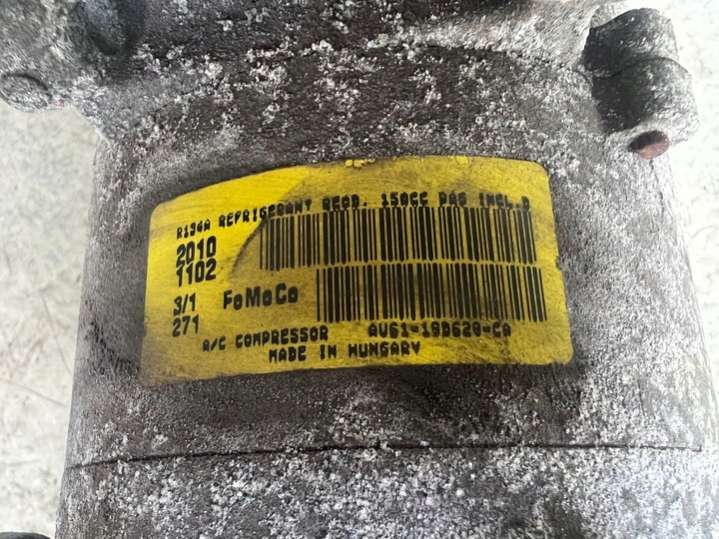 R134A REFRIGERANT REQD. 150CC PAG INCL.D
2010
1102
3/1
271
FoMoCo
A/C COMPRESSOR AV61-19D629-CA
MADE IN HUNGARY